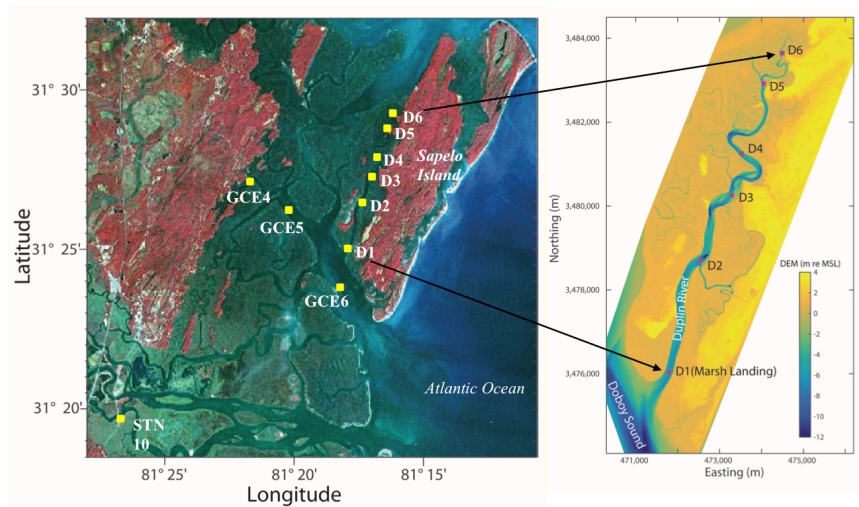 31° 30'
31° 25'
31° 20'
Latitude
81° 25'
81° 20'
81° 15'
Longitude
D6
D5
D4
D3
D2
D1
Sapelo
Island
GCE4
GCE5
GCE6
STN
10
Atlantic Ocean
3,484,000
3,482,000
3,480,000
3,478,000
3,476,000
Northing (m)
471,000
473,000
475,000
Easting (m)
D6
D5
D4
D3
D2
D1(Marsh Landing)
Duplin River
Doboy Sound
DEM (m re MSL)
4
2
0
-2
-4
-6
-8
-10
-12